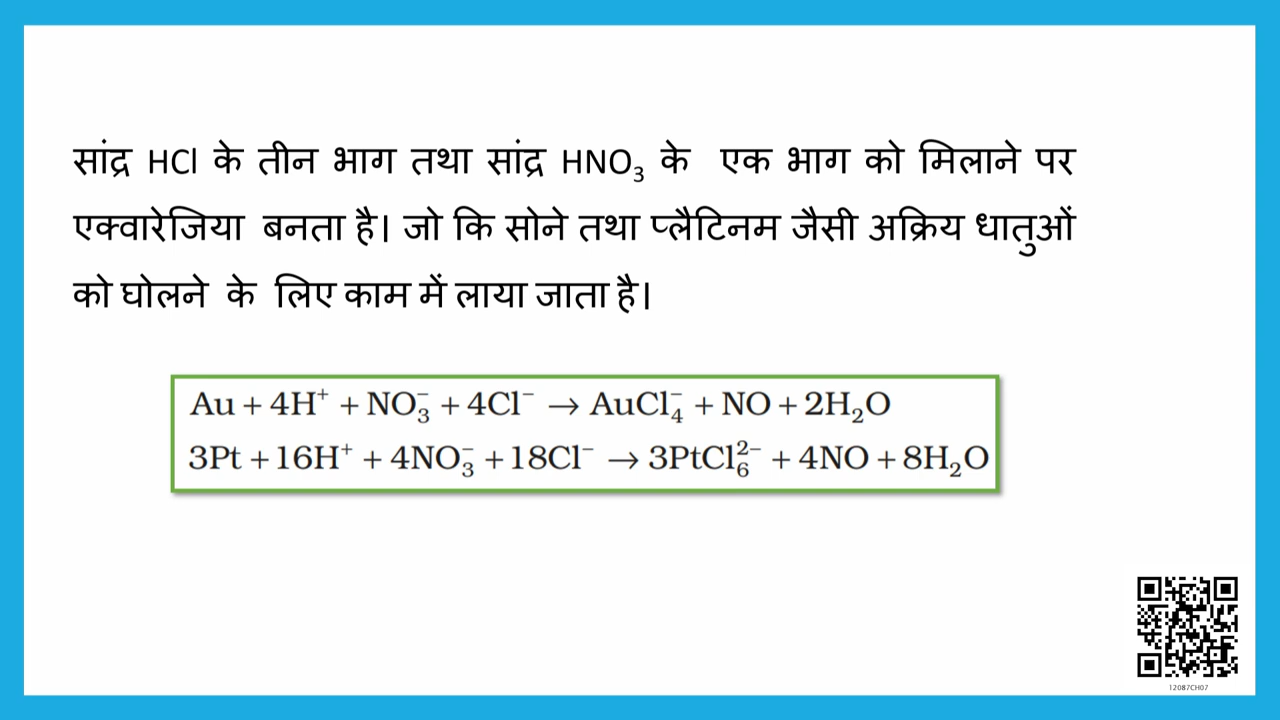 सांद्र HCl के तीन भाग तथा सांद्र HNO₃ के एक भाग को मिलाने पर
एक्वारेजिया बनता है। जो कि सोने तथा प्लैटिनम जैसी अक्रिय धातुओं
को घोलने के लिए काम में लाया जाता है।
Au + 4H⁺ + NO₃⁻ + 4Cl⁻ → AuCl₄⁻ + NO + 2H₂O
3Pt + 16H⁺ + 4NO₃⁻ + 18Cl⁻ → 3PtCl₆²⁻ + 4NO + 8H₂O
12087CH07